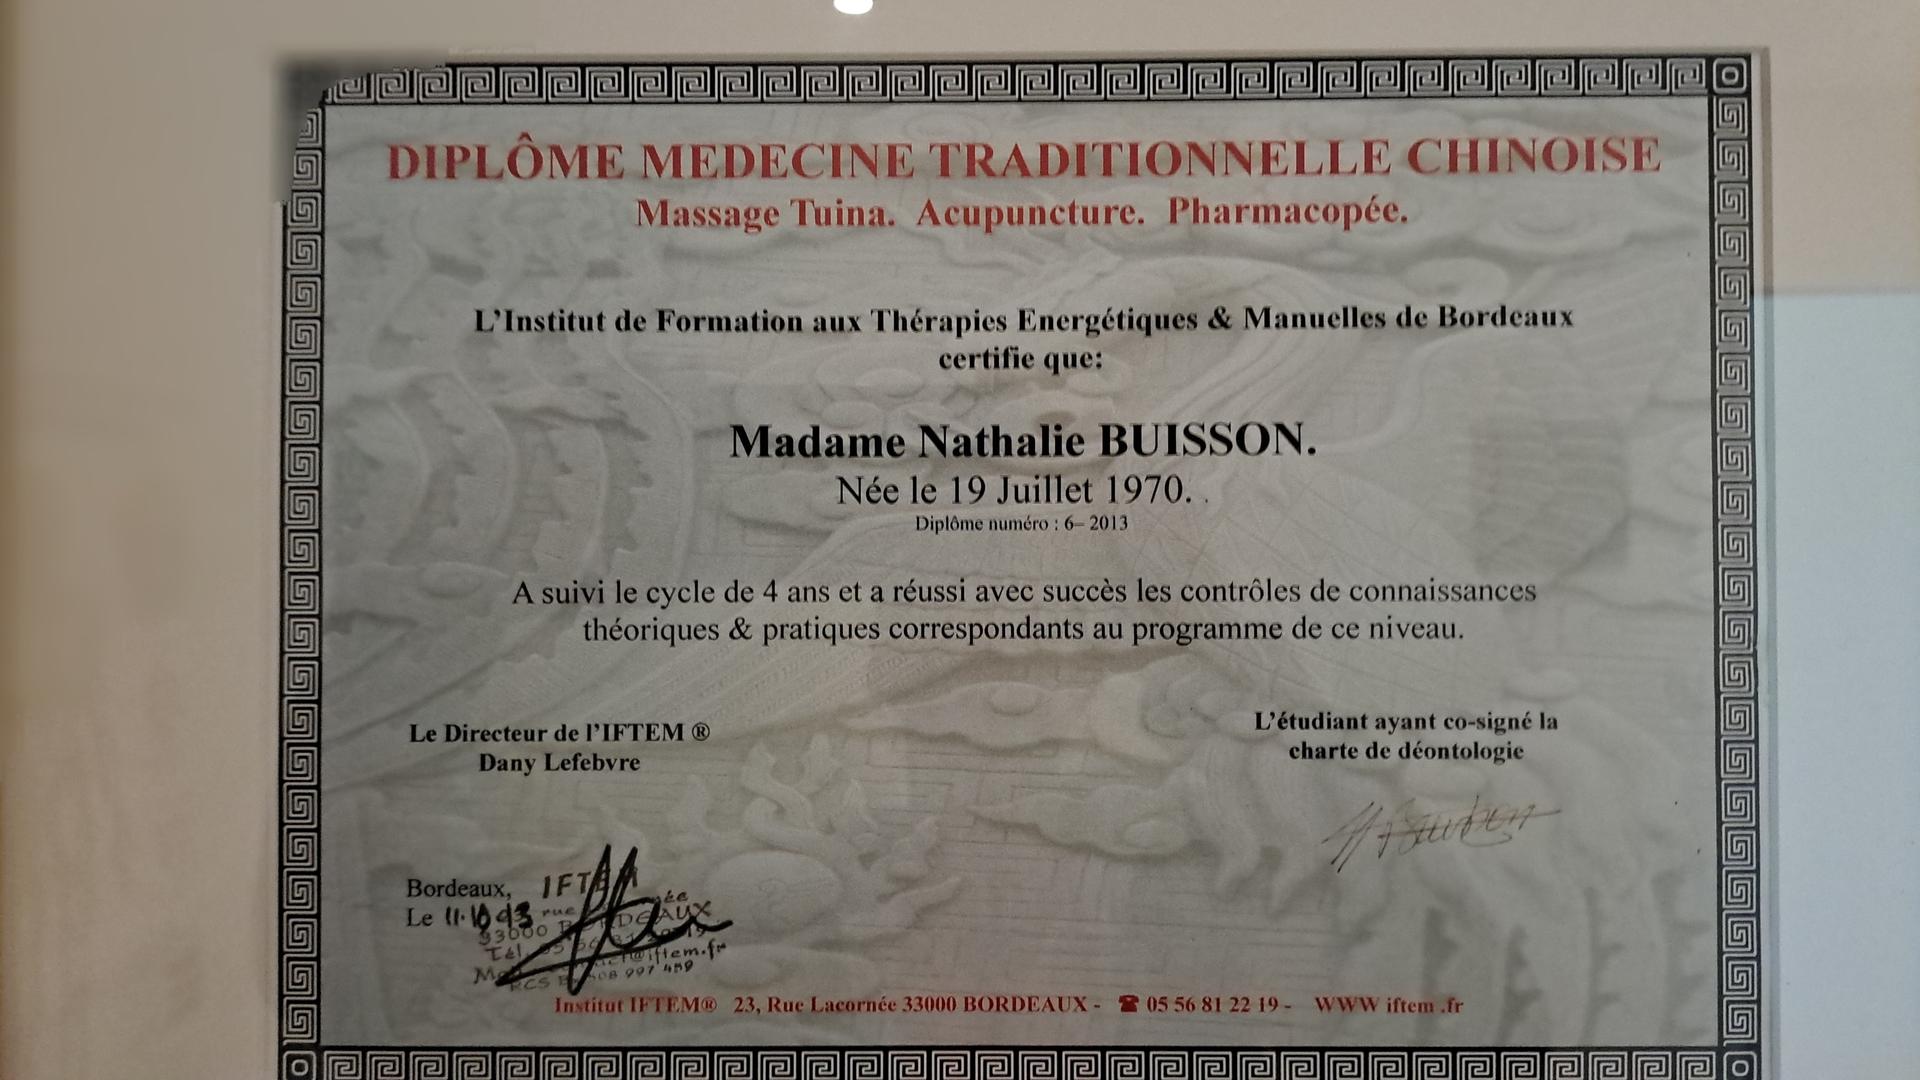 DIPLÔME MEDECINE TRADITIONNELLE CHINOISE
Massage Tuina. Acupuncture. Pharmacopée.
L'Institut de Formation aux Thérapies Energétiques & Manuelles de Bordeaux
certifie que:
Madame Nathalie BUISSON.
Née le 19 Juillet 1970. .
Diplôme numéro : 6– 2013
A suivi le cycle de 4 ans et a réussi avec succès les contrôles de connaissances
théoriques & pratiques correspondants au programme de ce niveau.
Le Directeur de l'IFTEM ®
Dany Lefebvre
L'étudiant ayant co-signé la
charte de déontologie
Bordeaux,
Le
33000
Tél.
Institut IFTEM® 23, Rue Lacornée 33000 BORDEAUX - ☎ 05 56 81 22 19 - WWW iftem .fr